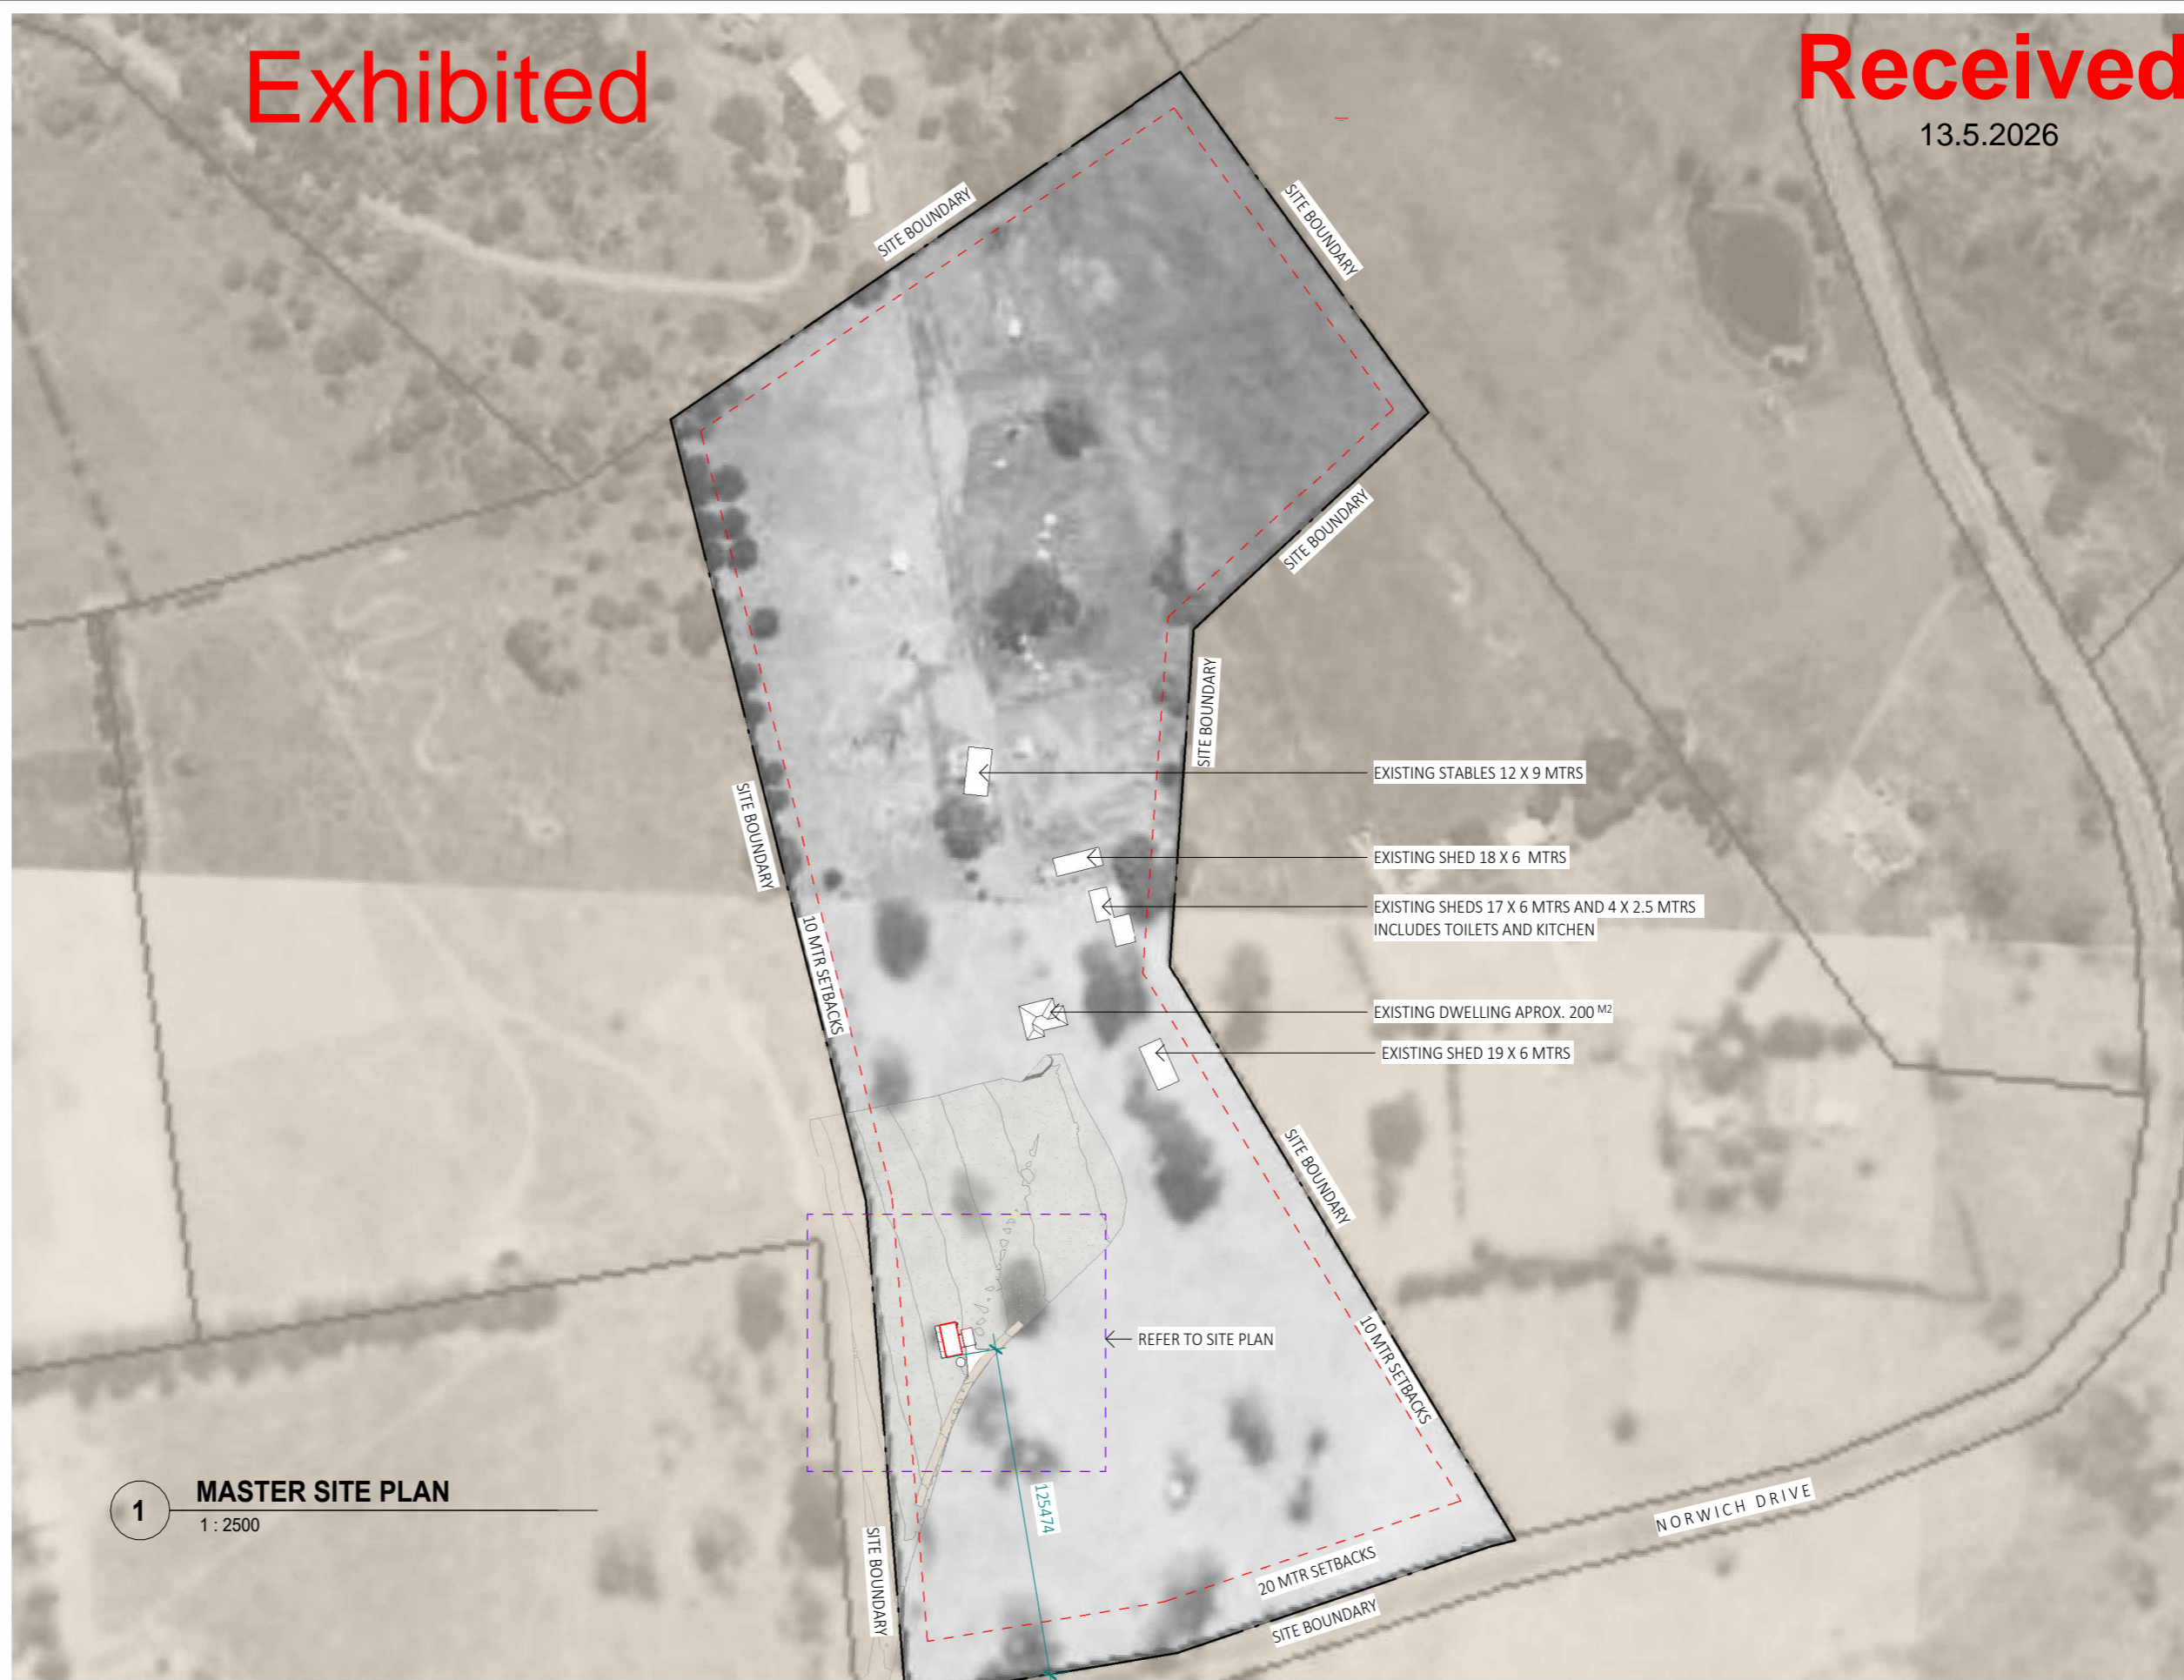 Exhibited
Received
13.5.2026
SITE BOUNDARY
SITE BOUNDARY
SITE BOUNDARY
SITE BOUNDARY
EXISTING STABLES 12 X 9 MTRS
SITE BOUNDARY
EXISTING SHED 18 X 6 MTRS
EXISTING SHEDS 17 X 6 MTRS AND 4 X 2.5 MTRS
INCLUDES TOILETS AND KITCHEN
10 MTR SETBACKS
EXISTING DWELLING APROX. 200 M2
EXISTING SHED 19 X 6 MTRS
SITE BOUNDARY
REFER TO SITE PLAN
10 MTR SETBACKS
1
MASTER SITE PLAN
1 : 2500
125474
NORWICH DRIVE
SITE BOUNDARY
20 MTR SETBACKS
SITE BOUNDARY